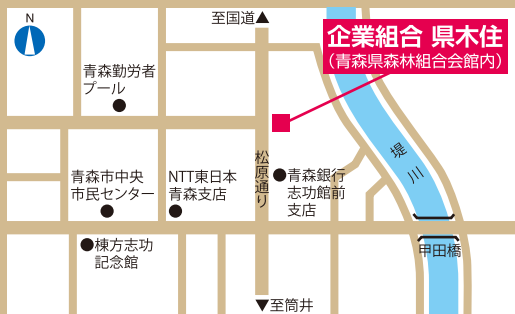 N
至国道▲
企業組合 県木住
（青森県森林組合会館内）
青森勤労者
プール
松原通り
堤川
青森市中央
市民センター
NTT東日本
青森支店
青森銀行
志功館前
支店
棟方志功
記念館
甲田橋
▼至筒井